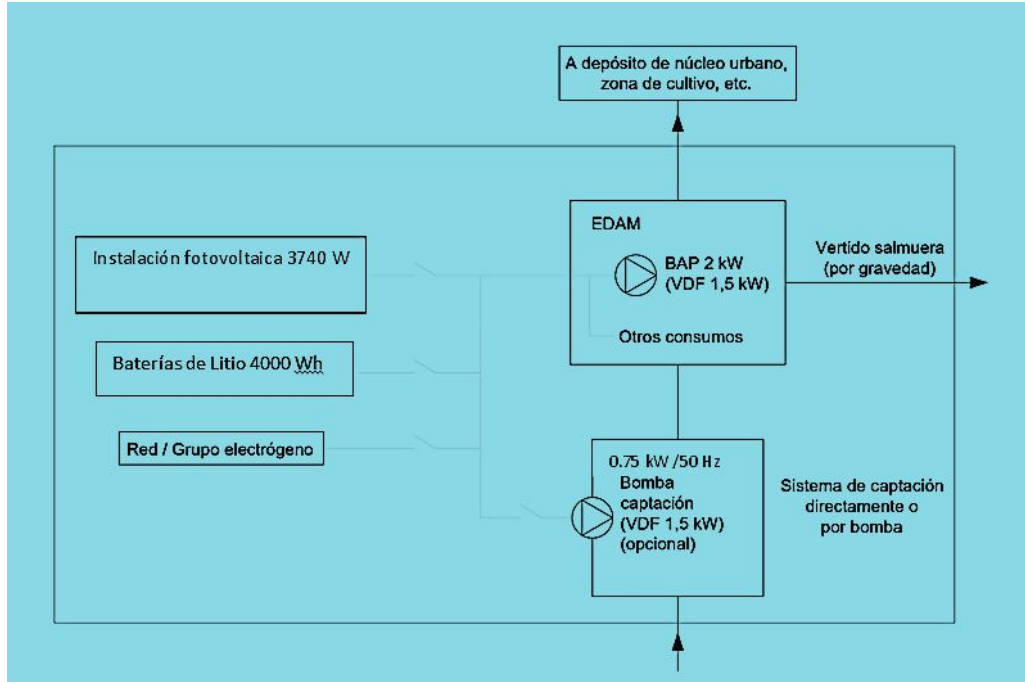 A depósito de núcleo urbano,
zona de cultivo, etc.
EDAM
Instalación fotovoltaica 3740 W
BAP 2 kW
(VDF 1,5 kW)
Vertido salmuera
(por gravedad)
Otros consumos
Baterías de Litio 4000 Wh
Red / Grupo electrógeno
0.75 kW /50 Hz
Bomba
captación
(VDF 1,5 kW)
(opcional)
Sistema de captación
directamente o
por bomba